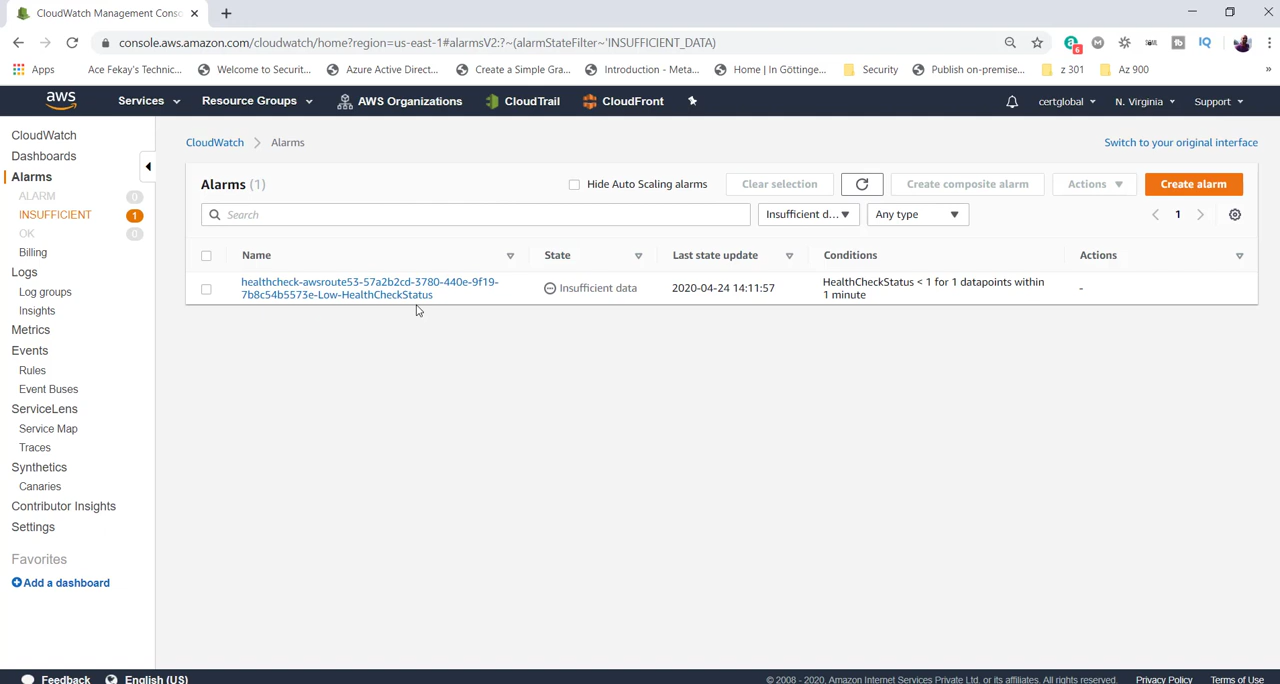 CloudWatch Management Conso
console.aws.amazon.com/cloudwatch/home?region=us-east-1#alarmsV2:?~(alarmStateFilter~'INSUFFICIENT_DATA)
6
IQ
Apps
Ace Fekay's Technic...
Welcome to Securit...
Azure Active Direct...
Create a Simple Gra...
Introduction - Meta...
Home | In Göttinge...
Security
Publish on-premise...
z 301
Az 900
»
aws
Services
Resource Groups
AWS Organizations
CloudTrail
CloudFront
certglobal
N. Virginia
Support
CloudWatch
Dashboards
Alarms
ALARM 0
INSUFFICIENT 1
OK 0
Billing
Logs
Log groups
Insights
Metrics
Events
Rules
Event Buses
ServiceLens
Service Map
Traces
Synthetics
Canaries
Contributor Insights
Settings
Favorites
Add a dashboard
CloudWatch > Alarms
Switch to your original interface
Alarms (1)
Hide Auto Scaling alarms
Clear selection
Create composite alarm
Actions
Create alarm
Search
Insufficient d...
Any type
1
Name
State
Last state update
Conditions
Actions
healthcheck-awsroute53-57a2b2cd-3780-440e-9f19-
7b8c54b5573e-Low-HealthCheckStatus
Insufficient data
2020-04-24 14:11:57
HealthCheckStatus < 1 for 1 datapoints within
1 minute
-
Feedback
English (US)
© 2008 - 2020, Amazon Internet Services Private Ltd. or its affiliates. All rights reserved.
Privacy Policy
Terms of Use